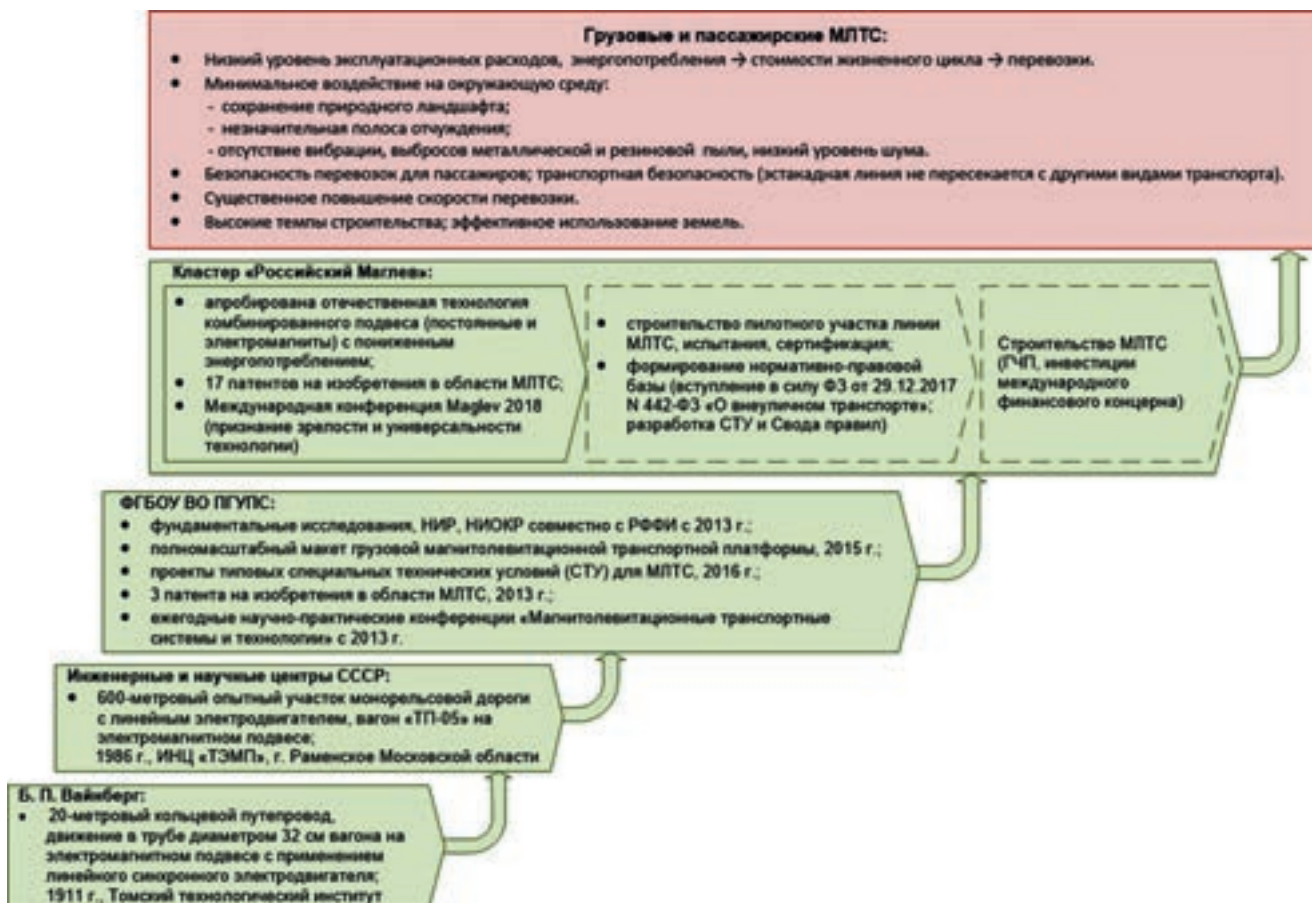 Грузовые и пассажирские МЛТС:
• Низкий уровень эксплуатационных расходов, энергопотребления → стоимости жизненного цикла → перевозки.
• Минимальное воздействие на окружающую среду:
- сохранение природного ландшафта;
- незначительная полоса отчуждения;
- отсутствие вибрации, выбросов металлической и резиновой пыли, низкий уровень шума.
• Безопасность перевозок для пассажиров; транспортная безопасность (эстакадная линия не пересекается с другими видами транспорта).
• Существенное повышение скорости перевозки.
• Высокие темпы строительства; эффективное использование земель.
Кластер «Российский Маглев»:
• апробирована отечественная технология
комбинированного подвеса (постоянные и
электромагниты) с пониженным
энергопотреблением;
• 17 патентов на изобретения в области МЛТС;
• Международная конференция Maglev 2018
(признание зрелости и универсальности
технологии)
• строительство пилотного участка линии
МЛТС, испытания, сертификация;
• формирование нормативно-правовой
базы (вступление в силу ФЗ от 29.12.2017
N 442-ФЗ «О внеуличном транспорте»;
разработка СТУ и Свода правил)
Строительство МЛТС
(ГЧП, инвестиции
международного
финансового концерна)
ФГБОУ ВО ПГУПС:
• фундаментальные исследования, НИР, НИОКР совместно с РФФИ с 2013 г.;
• полномасштабный макет грузовой магнитолевитационной транспортной платформы, 2015 г.;
• проекты типовых специальных технических условий (СТУ) для МЛТС, 2016 г.;
• 3 патента на изобретения в области МЛТС, 2013 г.;
• ежегодные научно-практические конференции «Магнитолевитационные транспортные
системы и технологии» с 2013 г.
Инженерные и научные центры СССР:
• 600-метровый опытный участок монорельсовой дороги
с линейным электродвигателем, вагон «ТП-05» на
электромагнитном подвесе;
1986 г., ИНЦ «ТЭМП», г. Раменское Московской области
Б. П. Вайнберг:
• 20-метровый кольцевой путепровод,
движение в трубе диаметром 32 см вагона на
электромагнитном подвесе с применением
линейного синхронного электродвигателя;
1911 г., Томский технологический институт